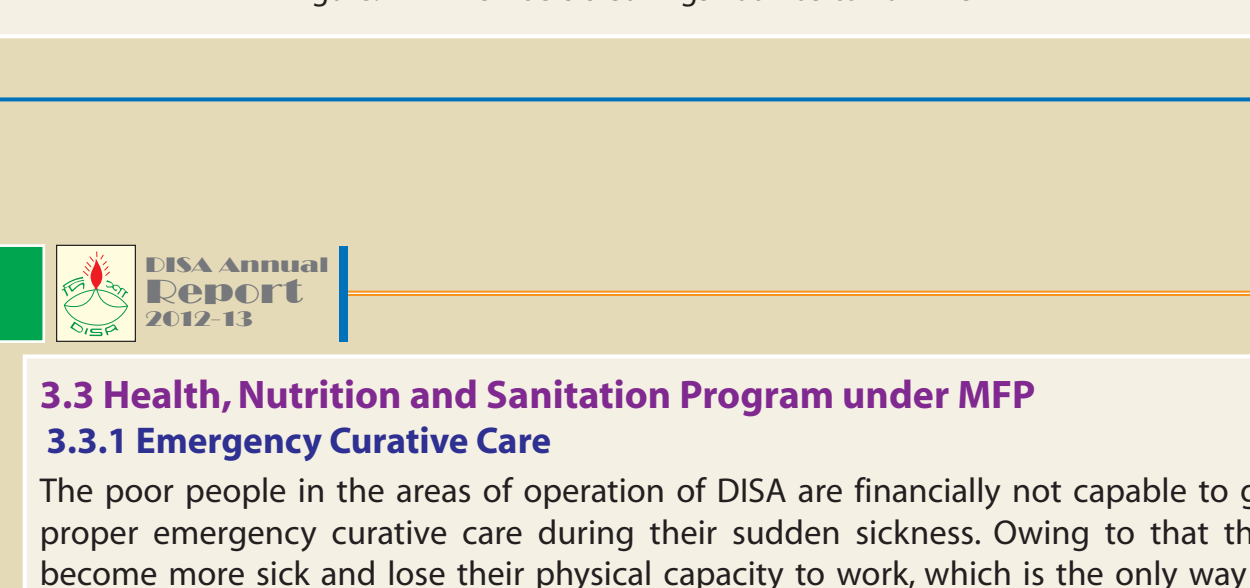 DISA Annual
Report
2012-13
দিশা
DISA
3.3 Health, Nutrition and Sanitation Program under MFP
3.3.1 Emergency Curative Care
The poor people in the areas of operation of DISA are financially not capable to
proper emergency curative care during their sudden sickness. Owing to that
become more sick and lose their physical capacity to work, which is the only way